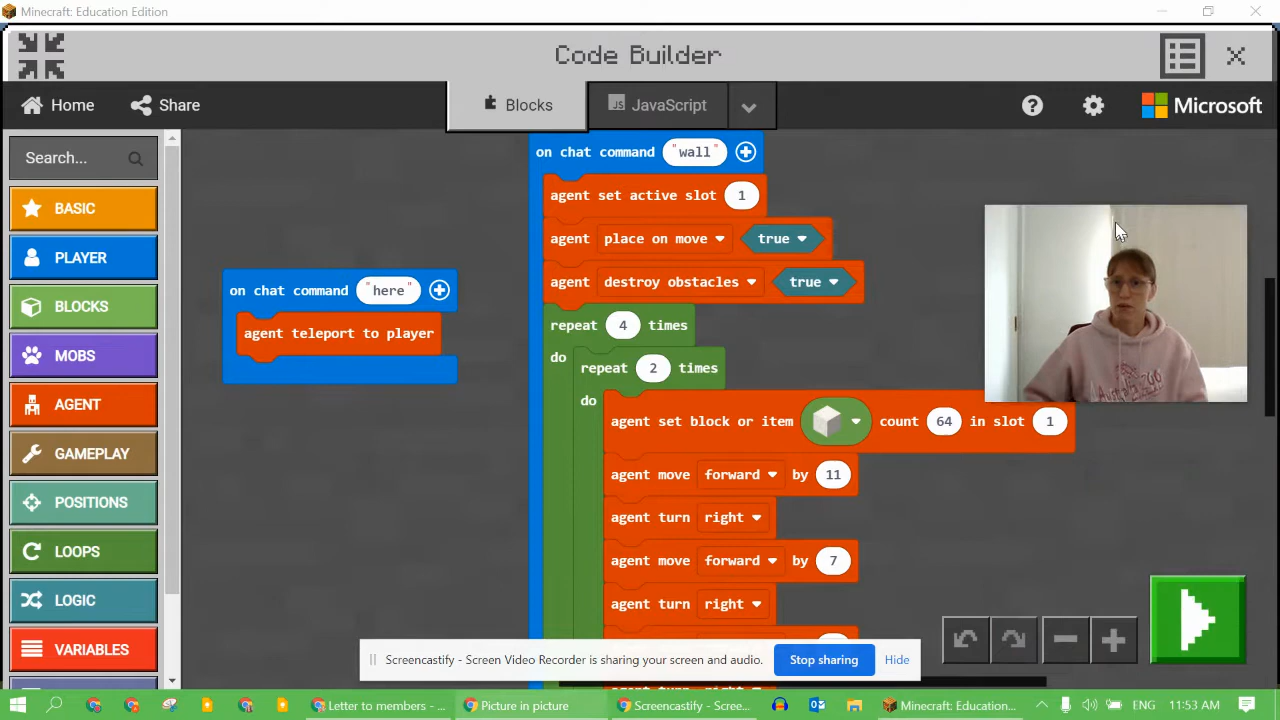 Minecraft: Education Edition
Code Builder
Home
Share
Blocks
JS JavaScript
Microsoft
Search...
BASIC
PLAYER
BLOCKS
MOBS
AGENT
GAMEPLAY
POSITIONS
LOOPS
LOGIC
VARIABLES
on chat command "here"
agent teleport to player
on chat command "wall"
agent set active slot 1
agent place on move true
agent destroy obstacles true
repeat 4 times
do repeat 2 times
do
agent set block or item count 64 in slot 1
agent move forward by 11
agent turn right
agent move forward by 7
agent turn right
Screencastify - Screen Video Recorder is sharing your screen and audio.
Stop sharing
Hide
Letter to members - ...
Picture in picture
Screencastify - Scree...
Minecraft: Education...
ENG
11:53 AM